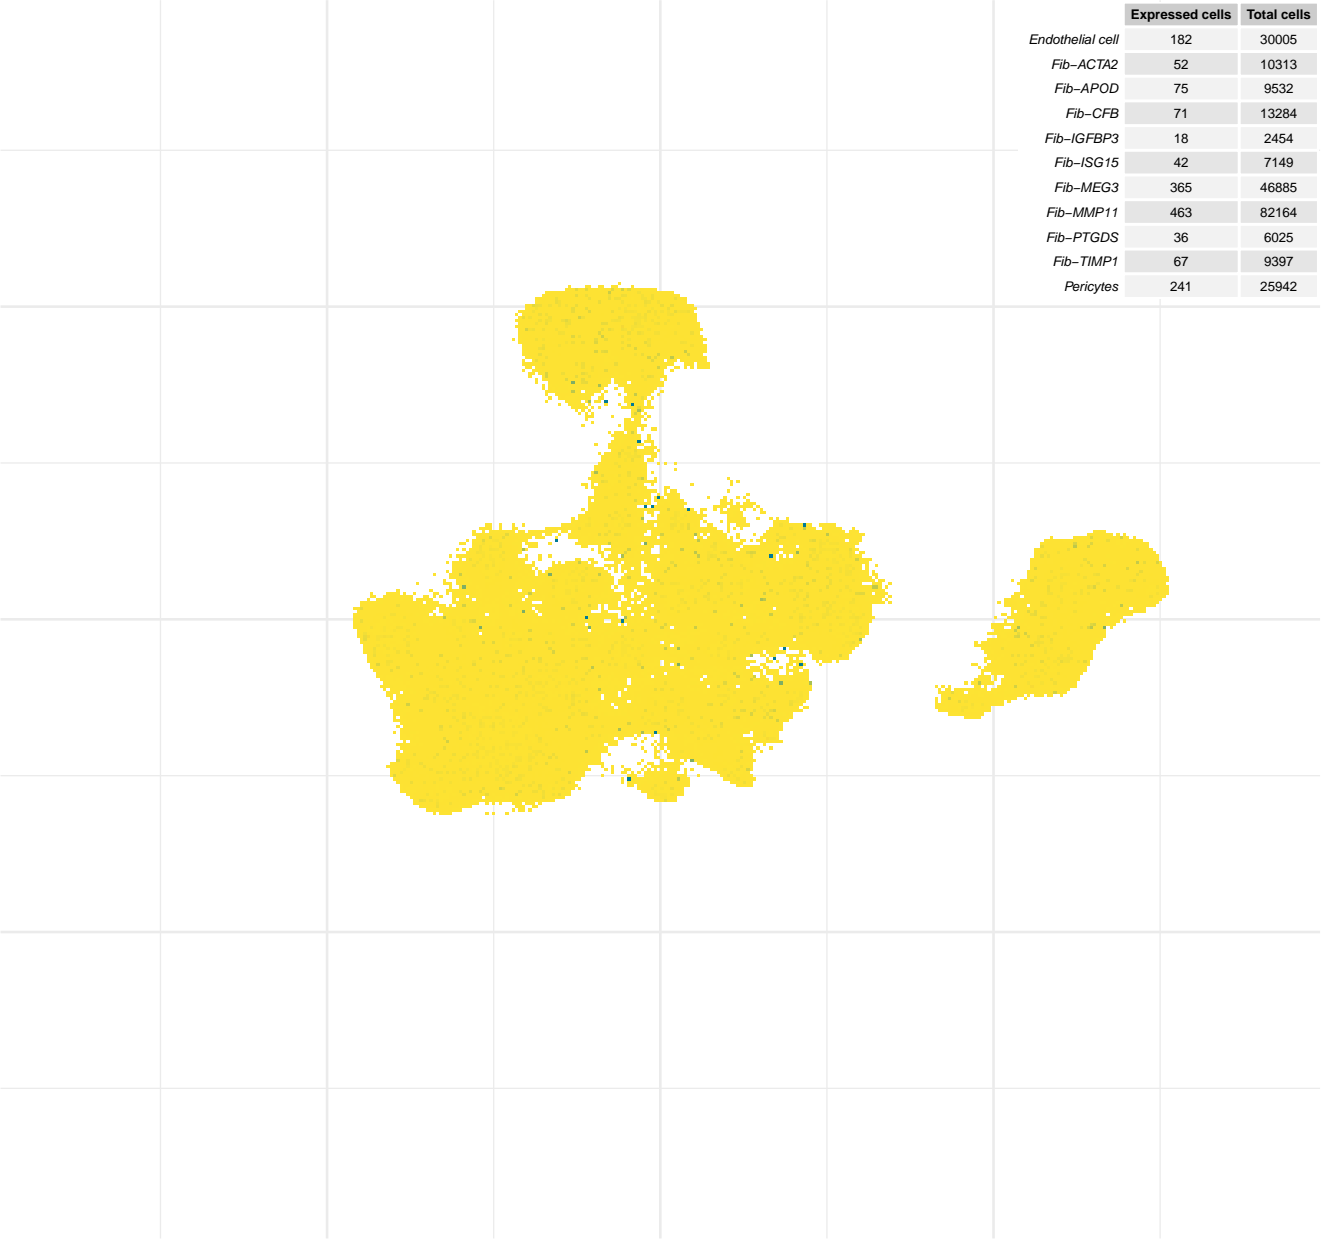 Expressed cells Total cells
Endothelial cell 182 30005
Fib−ACTA2 52 10313
Fib−APOD 75 9532
Fib−CFB 71 13284
Fib−IGFBP3 18 2454
Fib−ISG15 42 7149
Fib−MEG3 365 46885
Fib−MMP11 463 82164
Fib−PTGDS 36 6025
Fib−TIMP1 67 9397
Pericytes 241 25942